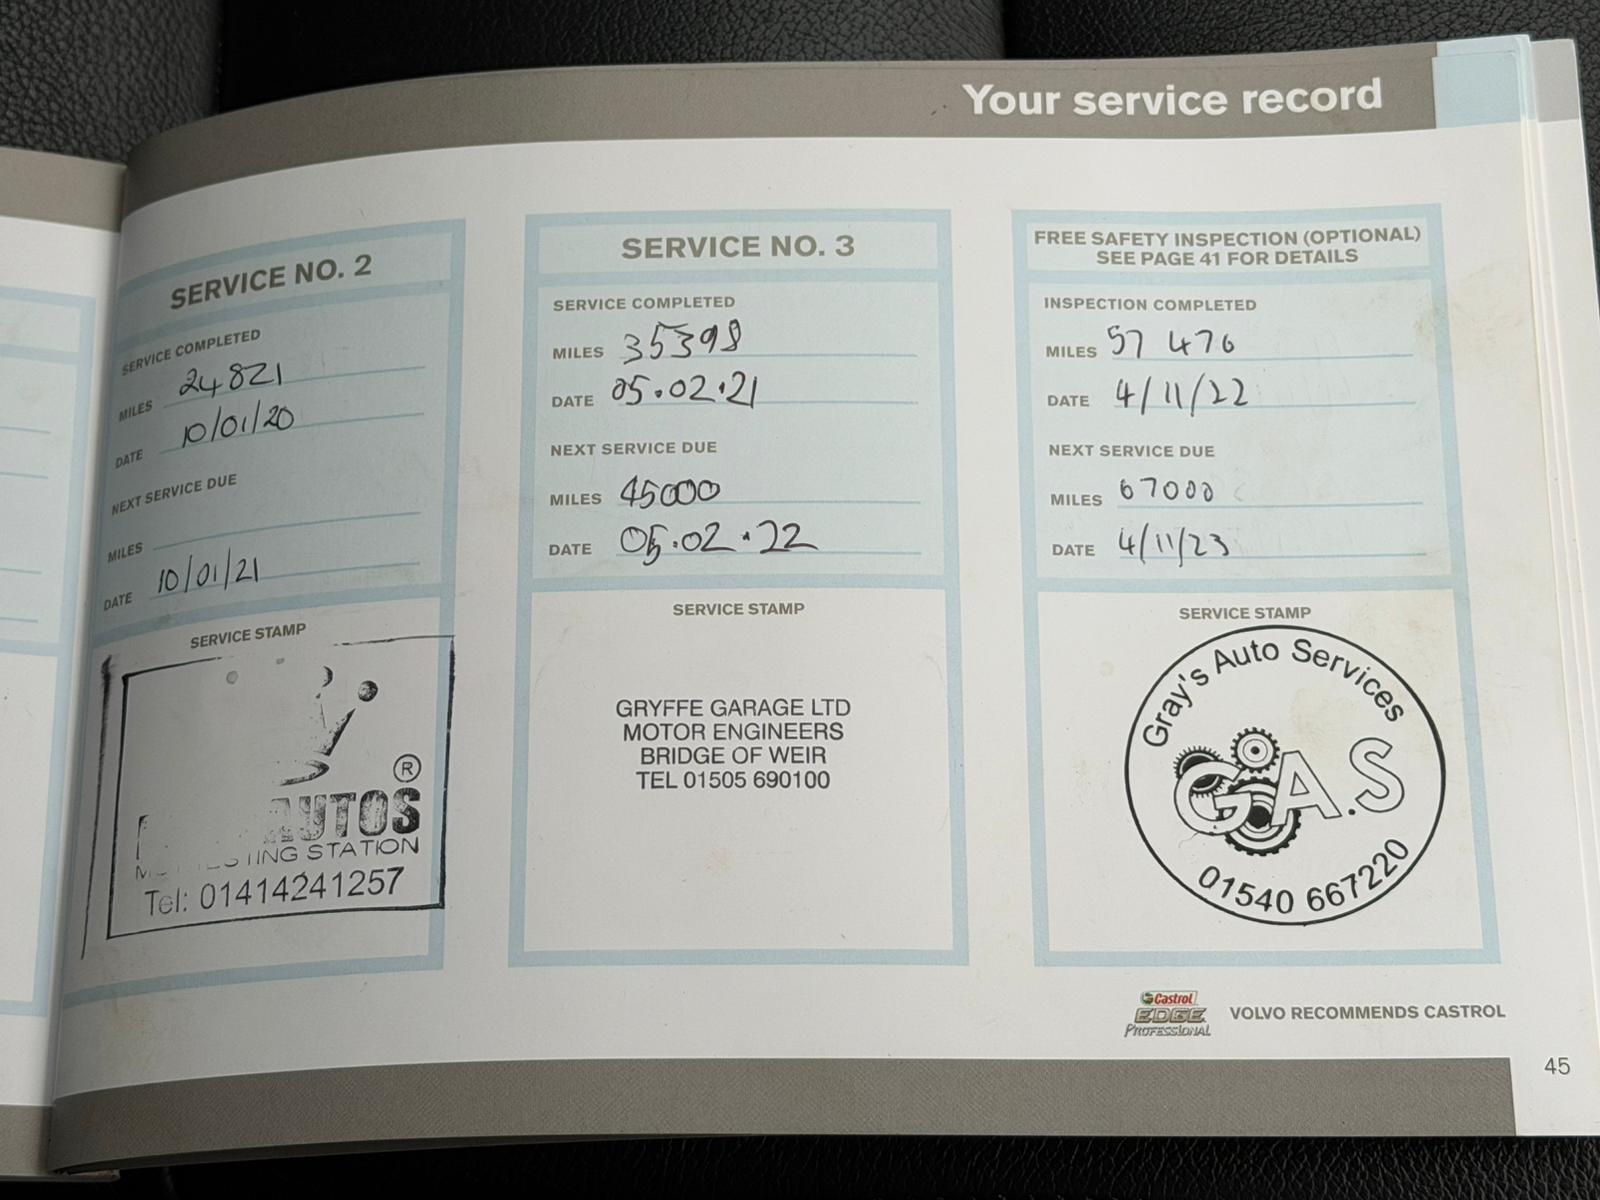 Your service record
SERVICE NO. 2
SERVICE COMPLETED
MILES 24821
DATE 10/01/20
NEXT SERVICE DUE
MILES
DATE 10/01/21
SERVICE STAMP
®
AUTOS
TESTING STATION
Tel: 01414241257
SERVICE NO. 3
SERVICE COMPLETED
MILES 35398
DATE 05.02.21
NEXT SERVICE DUE
MILES 45000
DATE 05.02.22
SERVICE STAMP
GRYFFE GARAGE LTD
MOTOR ENGINEERS
BRIDGE OF WEIR
TEL 01505 690100
FREE SAFETY INSPECTION (OPTIONAL)
SEE PAGE 41 FOR DETAILS
INSPECTION COMPLETED
MILES 57 476
DATE 4/11/22
NEXT SERVICE DUE
MILES 67000
DATE 4/11/23
SERVICE STAMP
Gray's Auto Services
G.A.S
01540 667220
Castrol
EDGE
PROFESSIONAL
VOLVO RECOMMENDS CASTROL
45